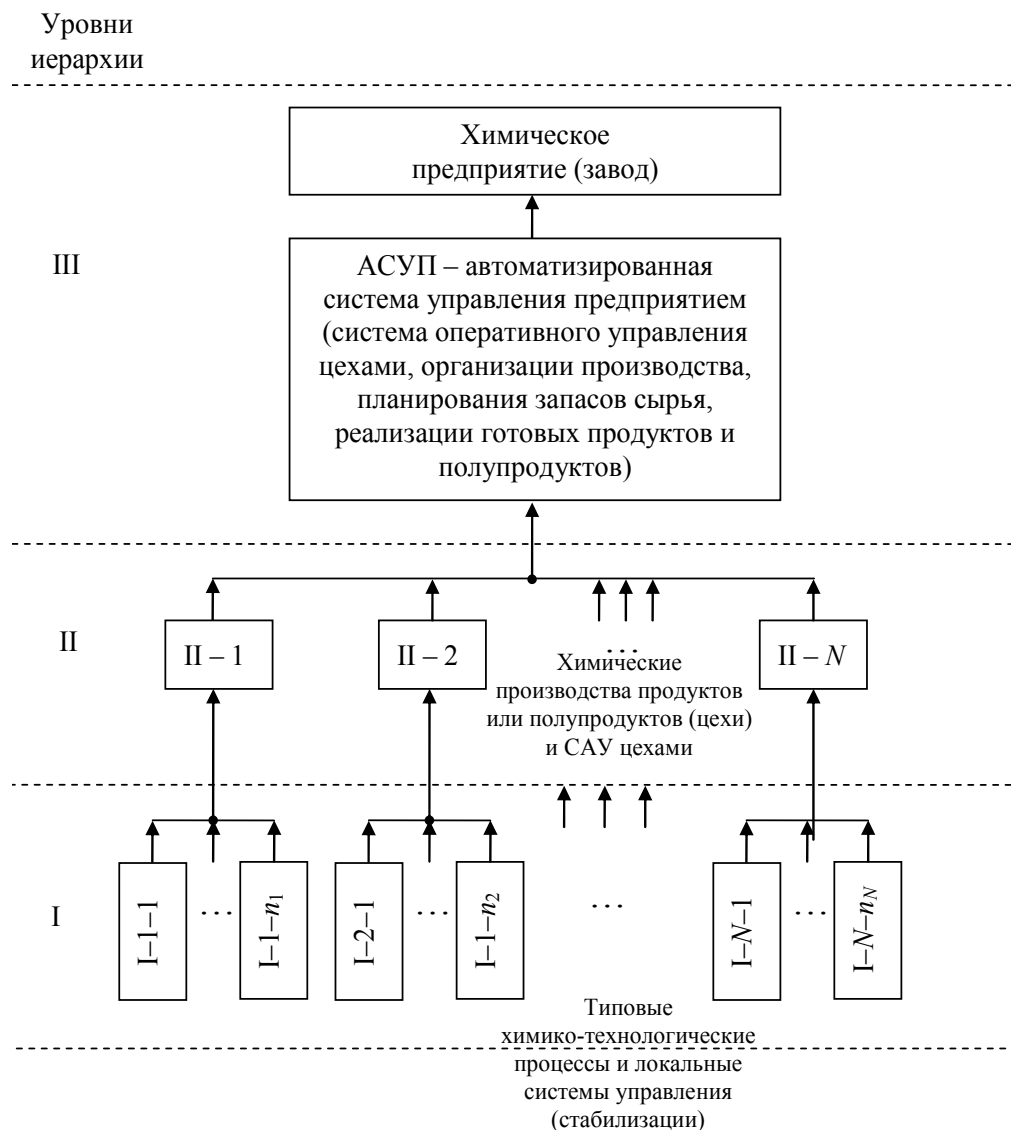 Уровни
иерархии
Химическое
предприятие (завод)
III
АСУП – автоматизированная
система управления предприятием
(система оперативного управления
цехами, организации производства,
планирования запасов сырья,
реализации готовых продуктов и
полупродуктов)
II
II – 1
II – 2
...
II – N
Химические
производства продуктов
или полупродуктов (цехи)
и САУ цехами
I
I–1–1
...
I–1–n₁
I–2–1
...
I–1–n₂
...
I–N–1
...
I–N–n_N
Типовые
химико-технологические
процессы и локальные
системы управления
(стабилизации)